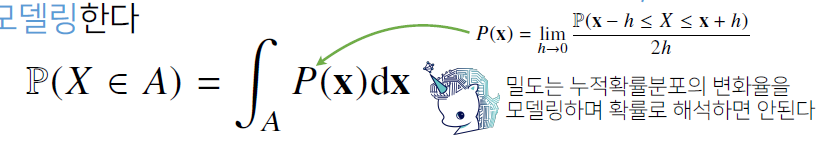 모델링한다
ℙ(X ∈ A) = ∫_A P(𝐱)d𝐱
P(𝐱) = lim_{h→0} ℙ(𝐱 − h ≤ X ≤ 𝐱 + h) / 2h
밀도는 누적확률분포의 변화율을
모델링하며 확률로 해석하면 안된다